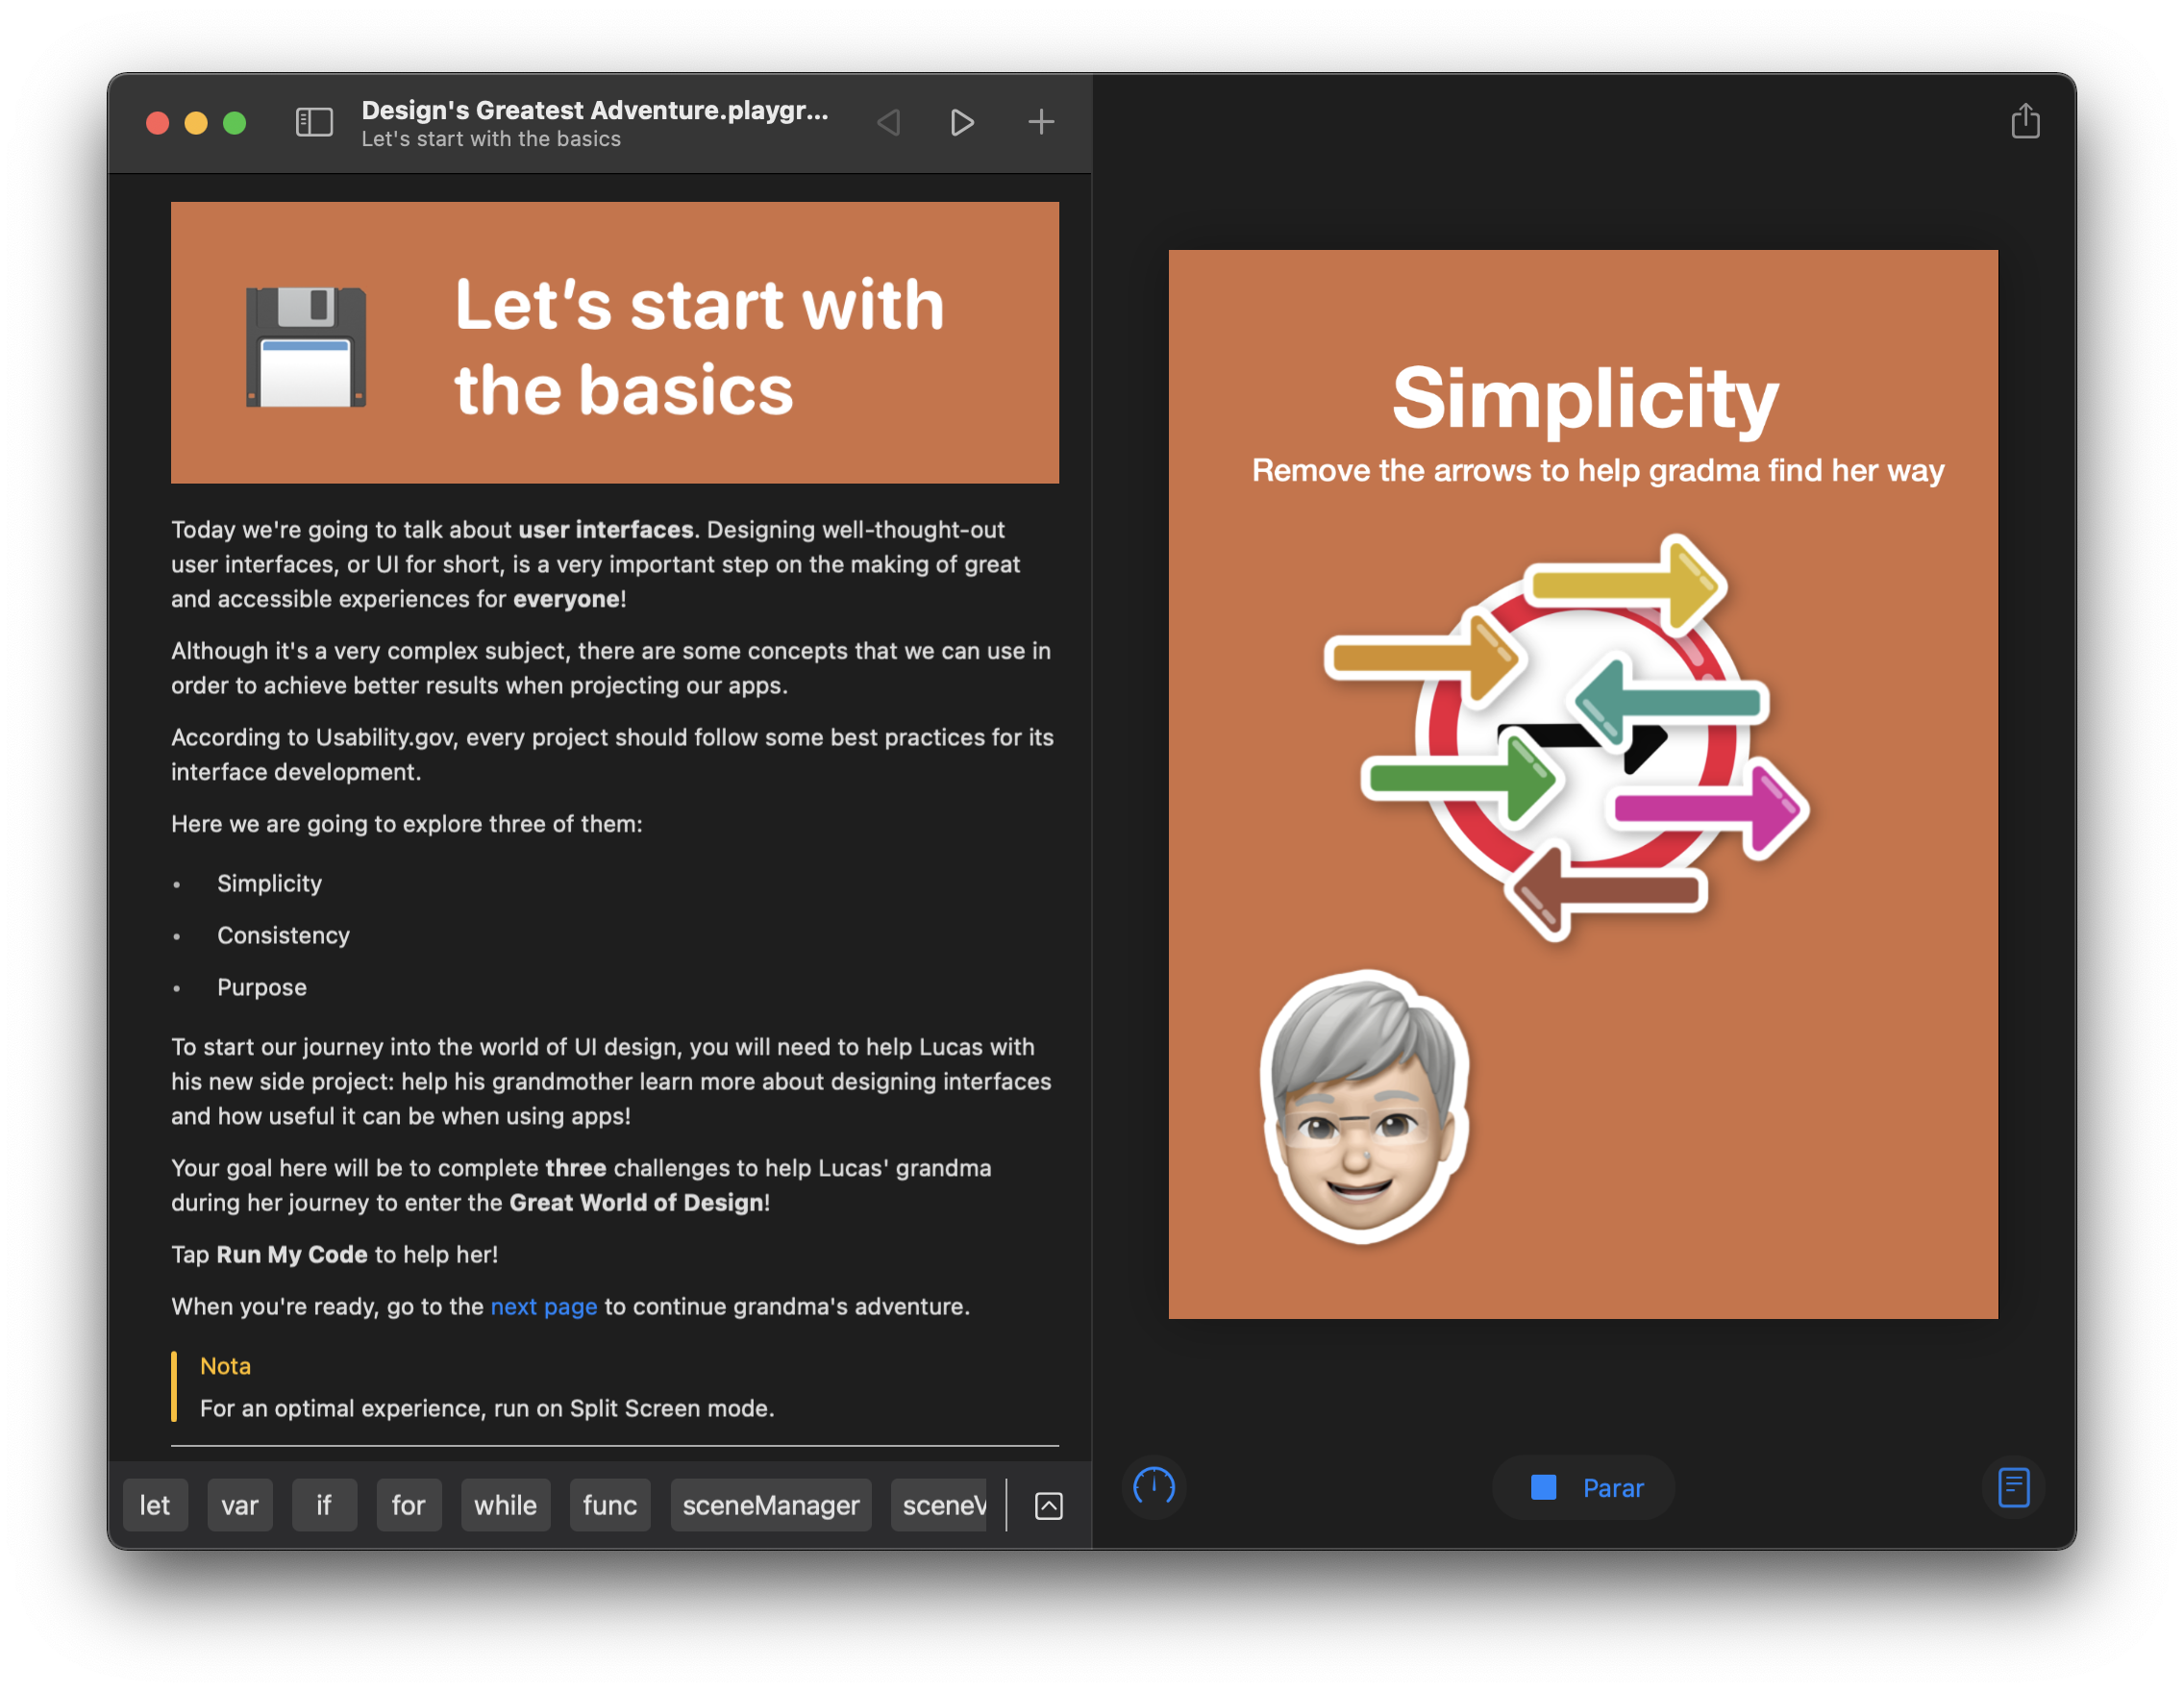 Design's Greatest Adventure.playgr...
Let's start with the basics
Let's start with
the basics
Today we're going to talk about user interfaces. Designing well-thought-out
user interfaces, or UI for short, is a very important step on the making of great
and accessible experiences for everyone!
Although it's a very complex subject, there are some concepts that we can use in
order to achieve better results when projecting our apps.
According to Usability.gov, every project should follow some best practices for its
interface development.
Here we are going to explore three of them:
• Simplicity
• Consistency
• Purpose
To start our journey into the world of UI design, you will need to help Lucas with
his new side project: help his grandmother learn more about designing interfaces
and how useful it can be when using apps!
Your goal here will be to complete three challenges to help Lucas' grandma
during her journey to enter the Great World of Design!
Tap Run My Code to help her!
When you're ready, go to the next page to continue grandma's adventure.
Nota
For an optimal experience, run on Split Screen mode.
let var if for while func sceneManager sceneV
Simplicity
Remove the arrows to help gradma find her way
Parar